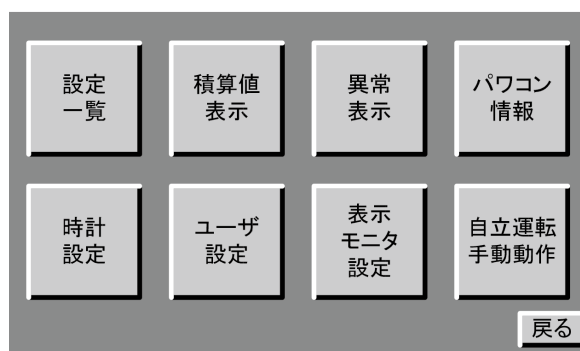 設定
一覧
積算値
表示
異常
表示
パワコン
情報
時計
設定
ユーザ
設定
表示
モニタ
設定
自立運転
手動動作
戻る